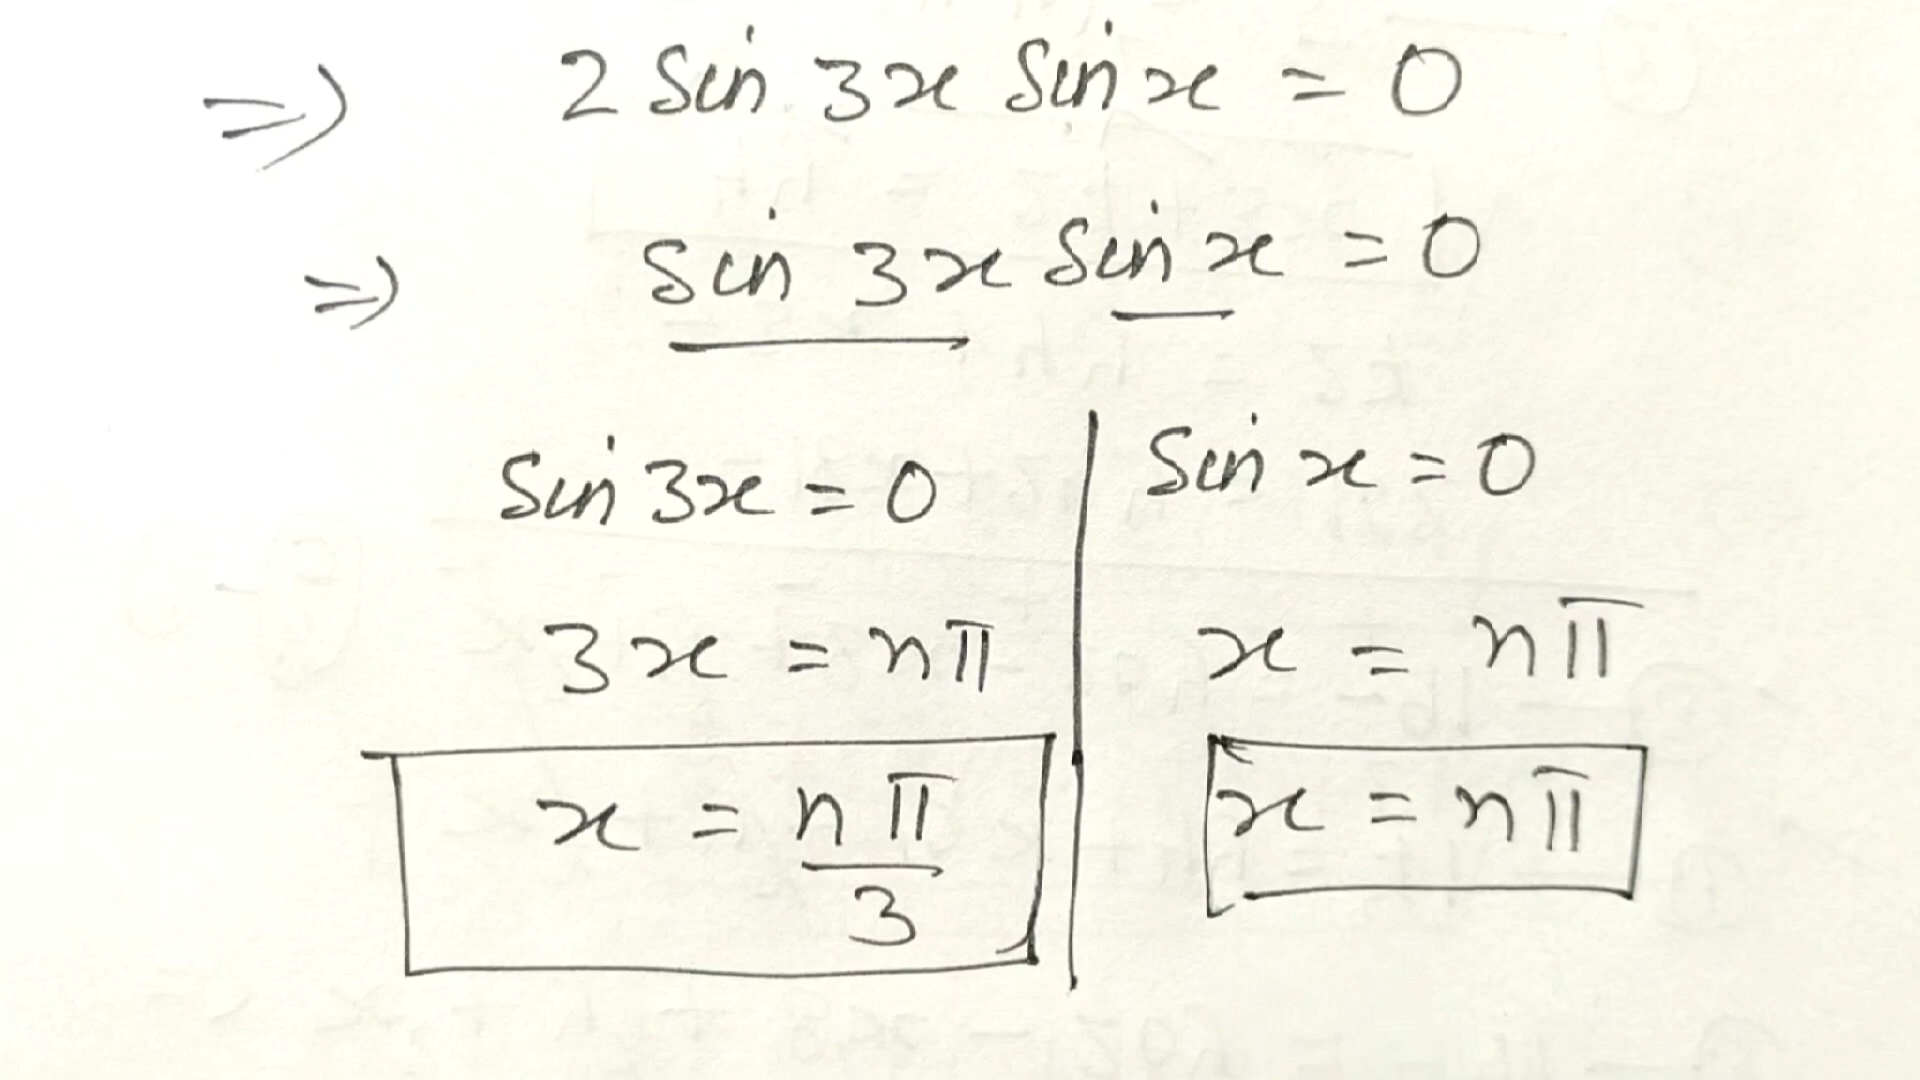 ⇒ 2 Sin 3x Sin x = 0
⇒ Sin 3x Sin x = 0
Sin 3x = 0
3x = nπ
x = nπ/3
Sin x = 0
x = nπ
x = nπ